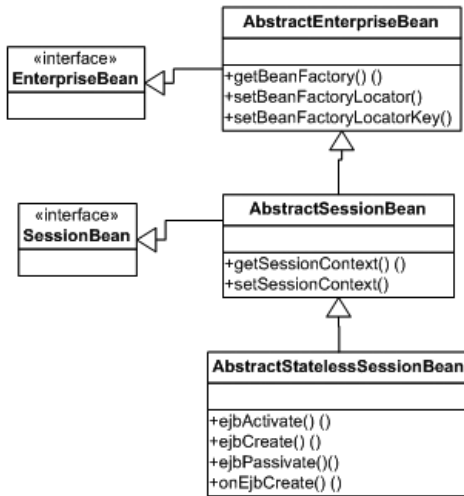 AbstractEnterpriseBean
«interface»
EnterpriseBean
+getBeanFactory() ()
+setBeanFactoryLocator()
+setBeanFactoryLocatorKey()
«interface»
SessionBean
AbstractSessionBean
+getSessionContext() ()
+setSessionContext()
AbstractStatelessSessionBean
+ejbActivate() ()
+ejbCreate() ()
+ejbPassivate()()
+onEjbCreate() ()